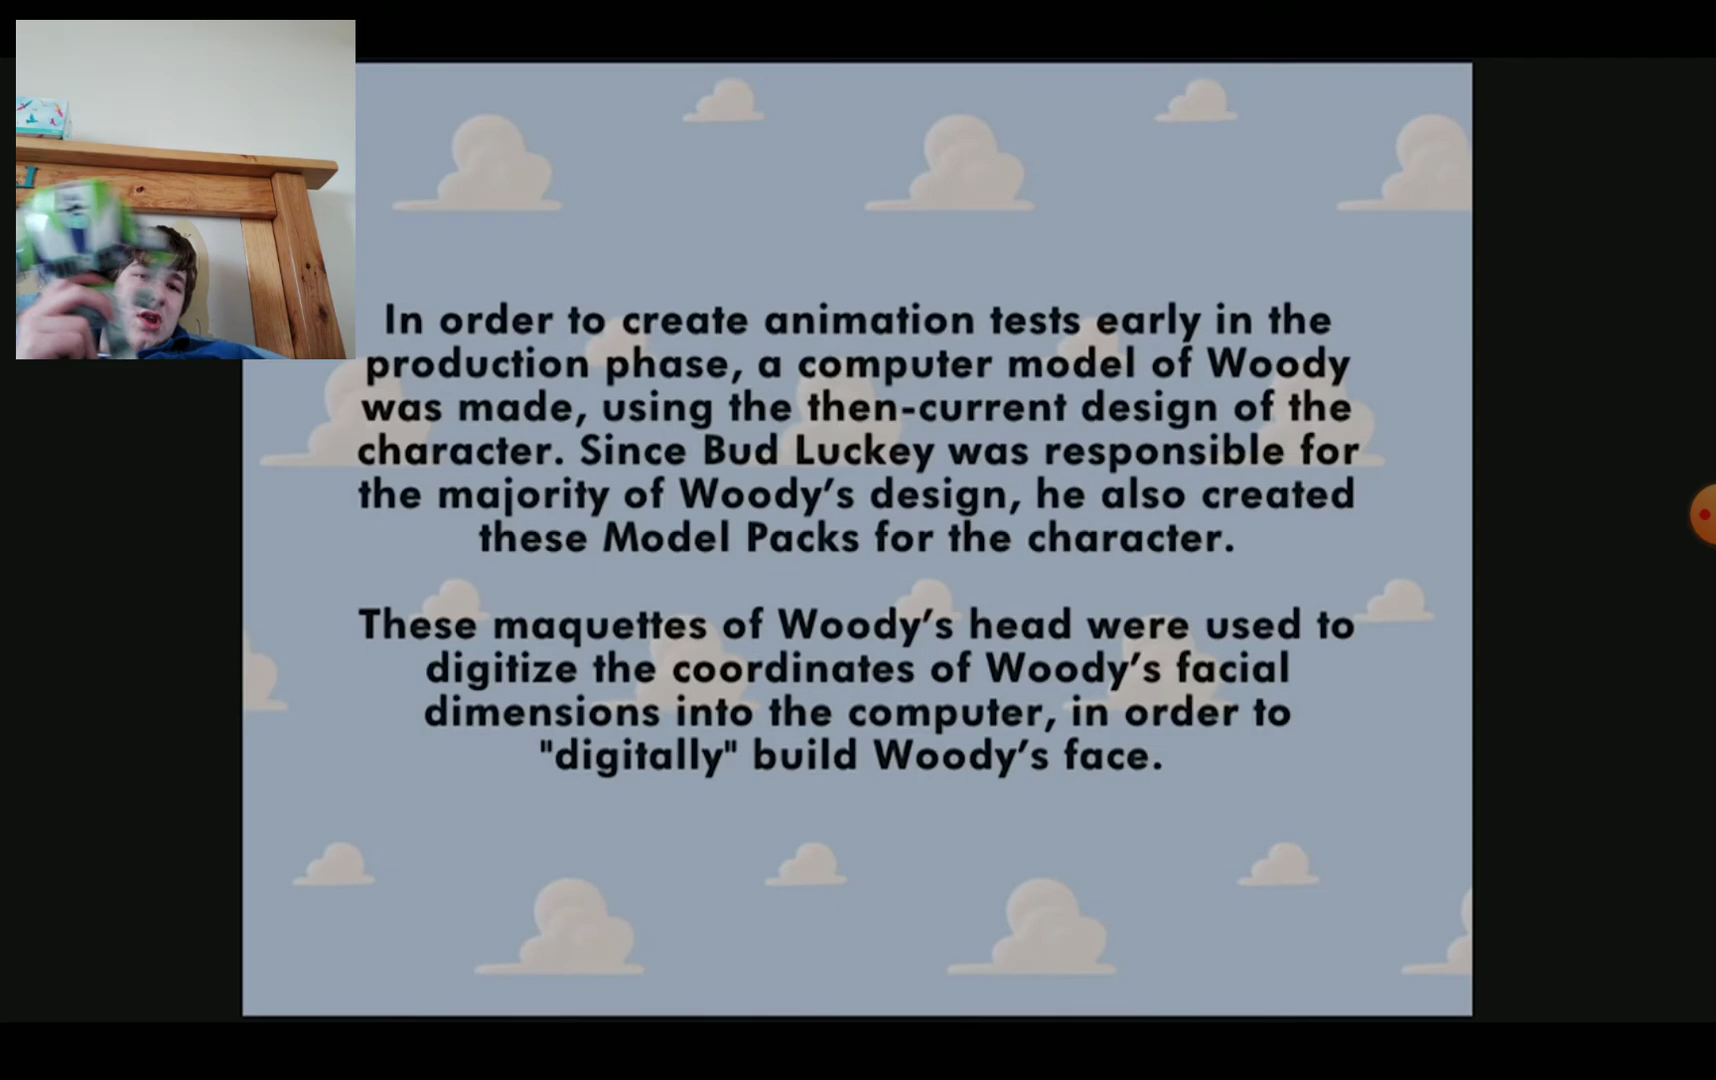 In order to create animation tests early in the
production phase, a computer model of Woody
was made, using the then-current design of the
character. Since Bud Luckey was responsible for
the majority of Woody’s design, he also created
these Model Packs for the character.
These maquettes of Woody’s head were used to
digitize the coordinates of Woody’s facial
dimensions into the computer, in order to
"digitally" build Woody’s face.